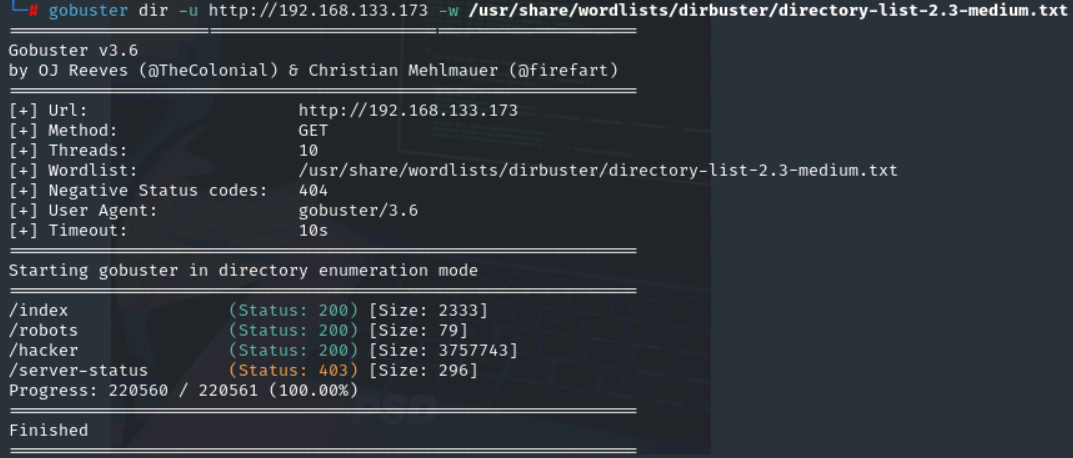 └─# gobuster dir -u http://192.168.133.173 -w /usr/share/wordlists/dirbuster/directory-list-2.3-medium.txt
===============================================================
Gobuster v3.6
by OJ Reeves (@TheColonial) & Christian Mehlmauer (@firefart)
===============================================================
[+] Url:                     http://192.168.133.173
[+] Method:                  GET
[+] Threads:                 10
[+] Wordlist:                /usr/share/wordlists/dirbuster/directory-list-2.3-medium.txt
[+] Negative Status codes:   404
[+] User Agent:              gobuster/3.6
[+] Timeout:                 10s
===============================================================
Starting gobuster in directory enumeration mode
===============================================================
/index                (Status: 200) [Size: 2333]
/robots               (Status: 200) [Size: 79]
/hacker               (Status: 200) [Size: 3757743]
/server-status        (Status: 403) [Size: 296]
Progress: 220560 / 220561 (100.00%)
===============================================================
Finished
===============================================================